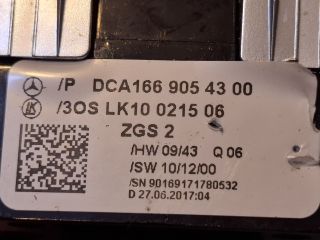 /P DCA166 905 43 00
LK /3OS LK10 0215 06
ZGS 2
/HW 09/43 Q 06
/SW 10/12/00
/SN 90169171780532
D 27.06.2017:04